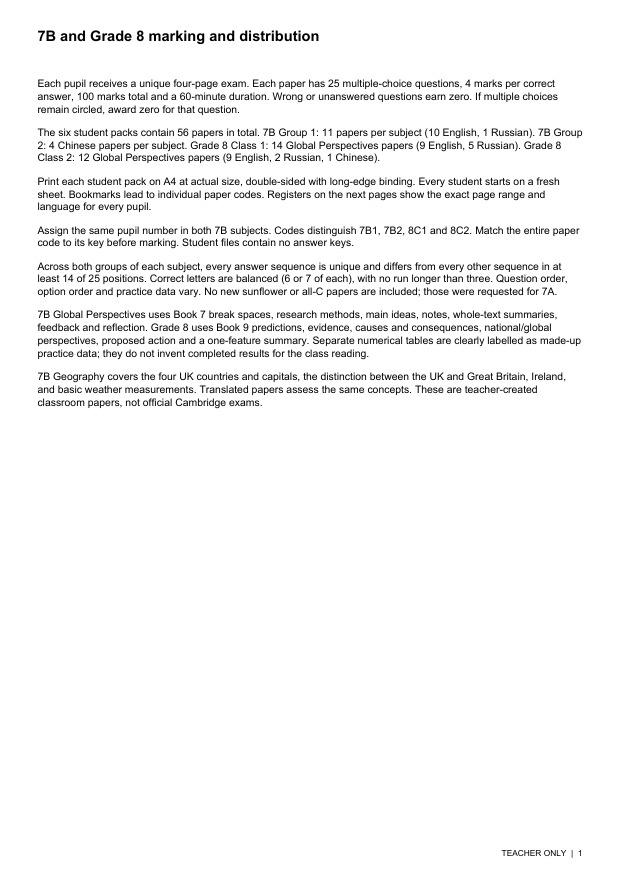 7B and Grade 8 marking and distribution
Each pupil receives a unique four-page exam. Each paper has 25 multiple-choice questions, 4 marks per correct
answer, 100 marks total and a 60-minute duration. Wrong or unanswered questions earn zero. If multiple choices
remain circled, award zero for that question.
The six student packs contain 56 papers in total. 7B Group 1: 11 papers per subject (10 English, 1 Russian). 7B Group
2: 4 Chinese papers per subject. Grade 8 Class 1: 14 Global Perspectives papers (9 English, 5 Russian). Grade 8
Class 2: 12 Global Perspectives papers (9 English, 2 Russian, 1 Chinese).
Print each student pack on A4 at actual size, double-sided with long-edge binding. Every student starts on a fresh
sheet. Bookmarks lead to individual paper codes. Registers on the next pages show the exact page range and
language for every pupil.
Assign the same pupil number in both 7B subjects. Codes distinguish 7B1, 7B2, 8C1 and 8C2. Match the entire paper
code to its key before marking. Student files contain no answer keys.
Across both groups of each subject, every answer sequence is unique and differs from every other sequence in at
least 14 of 25 positions. Correct letters are balanced (6 or 7 of each), with no run longer than three. Question order,
option order and practice data vary. No new sunflower or all-C papers are included; those were requested for 7A.
7B Global Perspectives uses Book 7 break spaces, research methods, main ideas, notes, whole-text summaries,
feedback and reflection. Grade 8 uses Book 9 predictions, evidence, causes and consequences, national/global
perspectives, proposed action and a one-feature summary. Separate numerical tables are clearly labelled as made-up
practice data; they do not invent completed results for the class reading.
7B Geography covers the four UK countries and capitals, the distinction between the UK and Great Britain, Ireland,
and basic weather measurements. Translated papers assess the same concepts. These are teacher-created
classroom papers, not official Cambridge exams.
TEACHER ONLY | 1